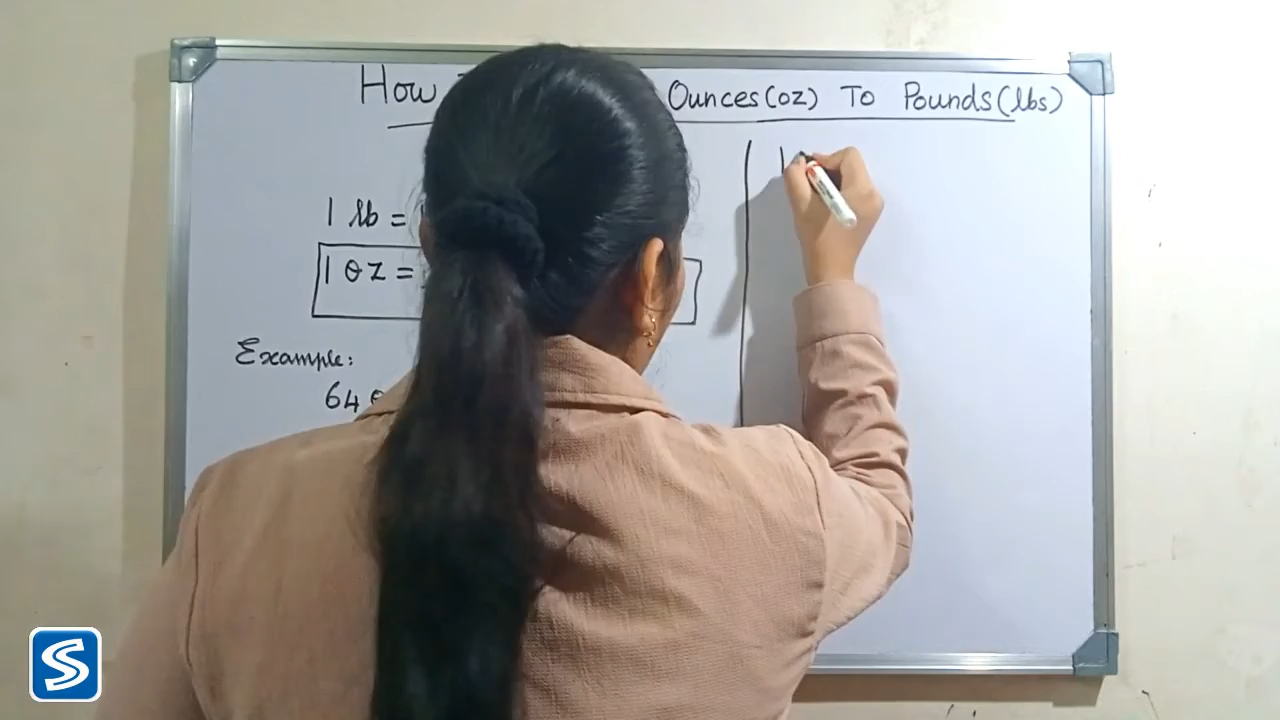 How Ounces(oz) To Pounds(lbs)
1 lb =
1 oz =
Example:
64
S